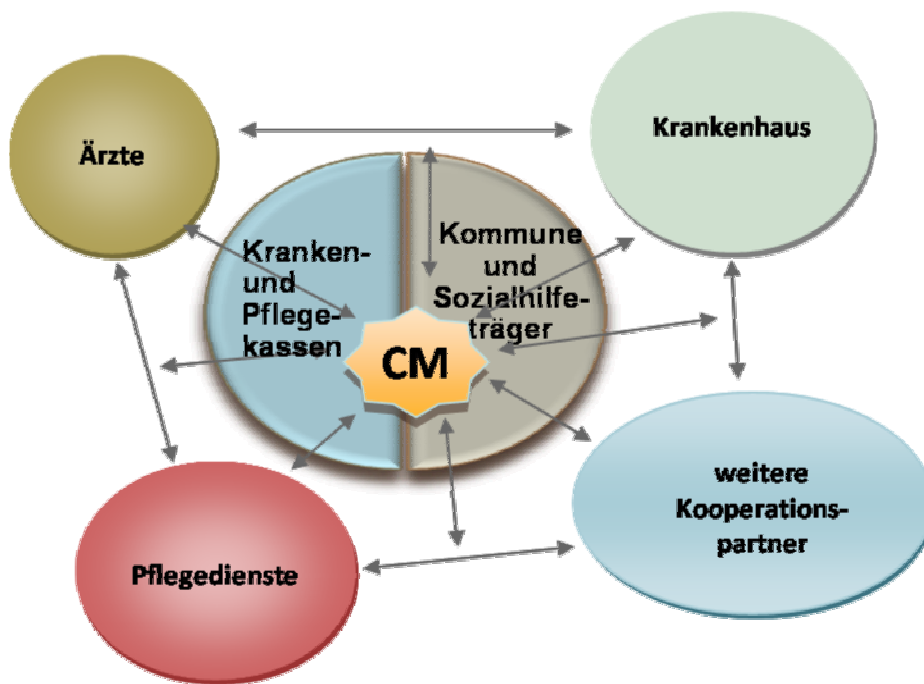 Ärzte
Krankenhaus
Kranken-
und
Pflege-
kassen
Kommune
und
Sozialhilfe-
träger
CM
Pflegedienste
weitere
Kooperations-
partner